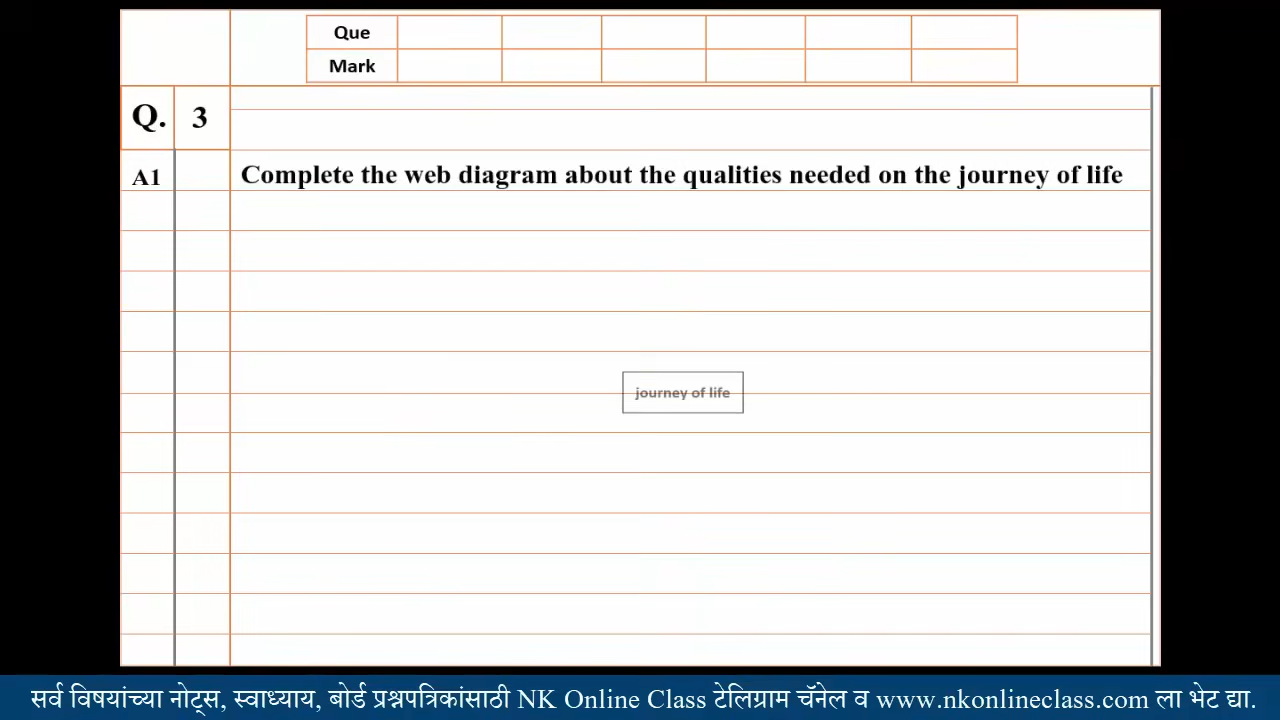 Que
Mark
Q. 3
A1 Complete the web diagram about the qualities needed on the journey of life
journey of life
सर्व विषयांच्या नोट्स, स्वाध्याय, बोर्ड प्रश्नपत्रिकांसाठी NK Online Class टेलिग्राम चॅनेल व www.nkonlineclass.com ला भेट द्या.